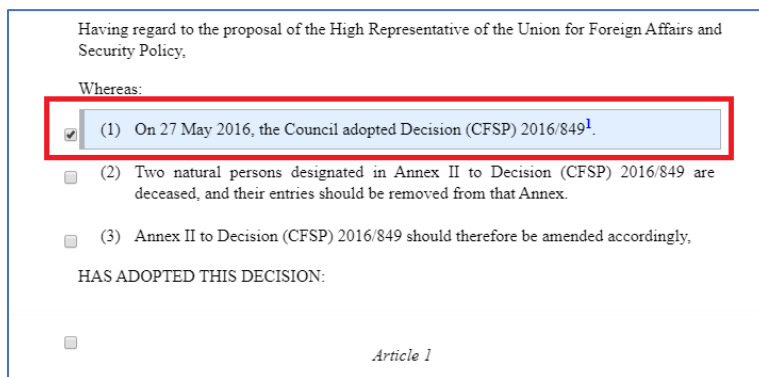 Having regard to the proposal of the High Representative of the Union for Foreign Affairs and
Security Policy,
Whereas:
(1) On 27 May 2016, the Council adopted Decision (CFSP) 2016/849¹.
(2) Two natural persons designated in Annex II to Decision (CFSP) 2016/849 are
deceased, and their entries should be removed from that Annex.
(3) Annex II to Decision (CFSP) 2016/849 should therefore be amended accordingly,
HAS ADOPTED THIS DECISION:
Article 1